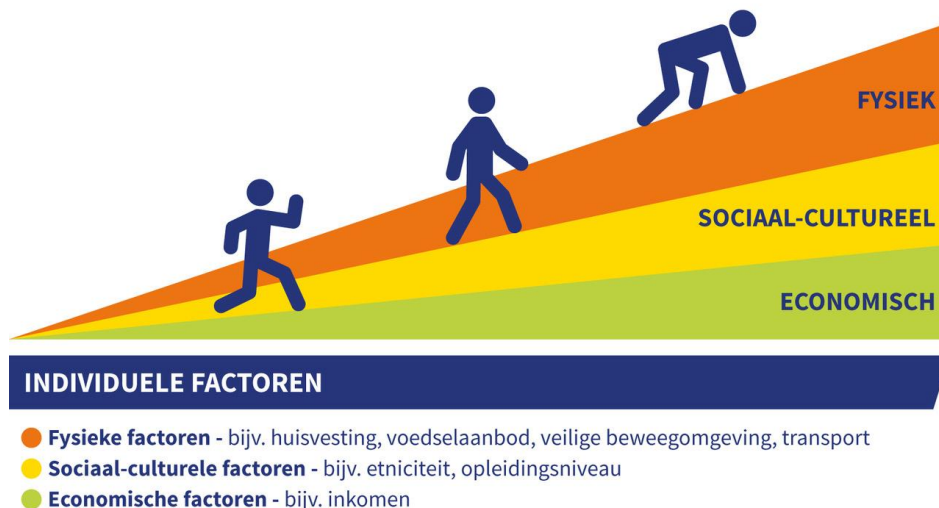 FYSIEK
SOCIAAL-CULTUREEL
ECONOMISCH
INDIVIDUELE FACTOREN
Fysieke factoren - bijv. huisvesting, voedselaanbod, veilige beweegomgeving, transport
Sociaal-culturele factoren - bijv. etniciteit, opleidingsniveau
Economische factoren - bijv. inkomen